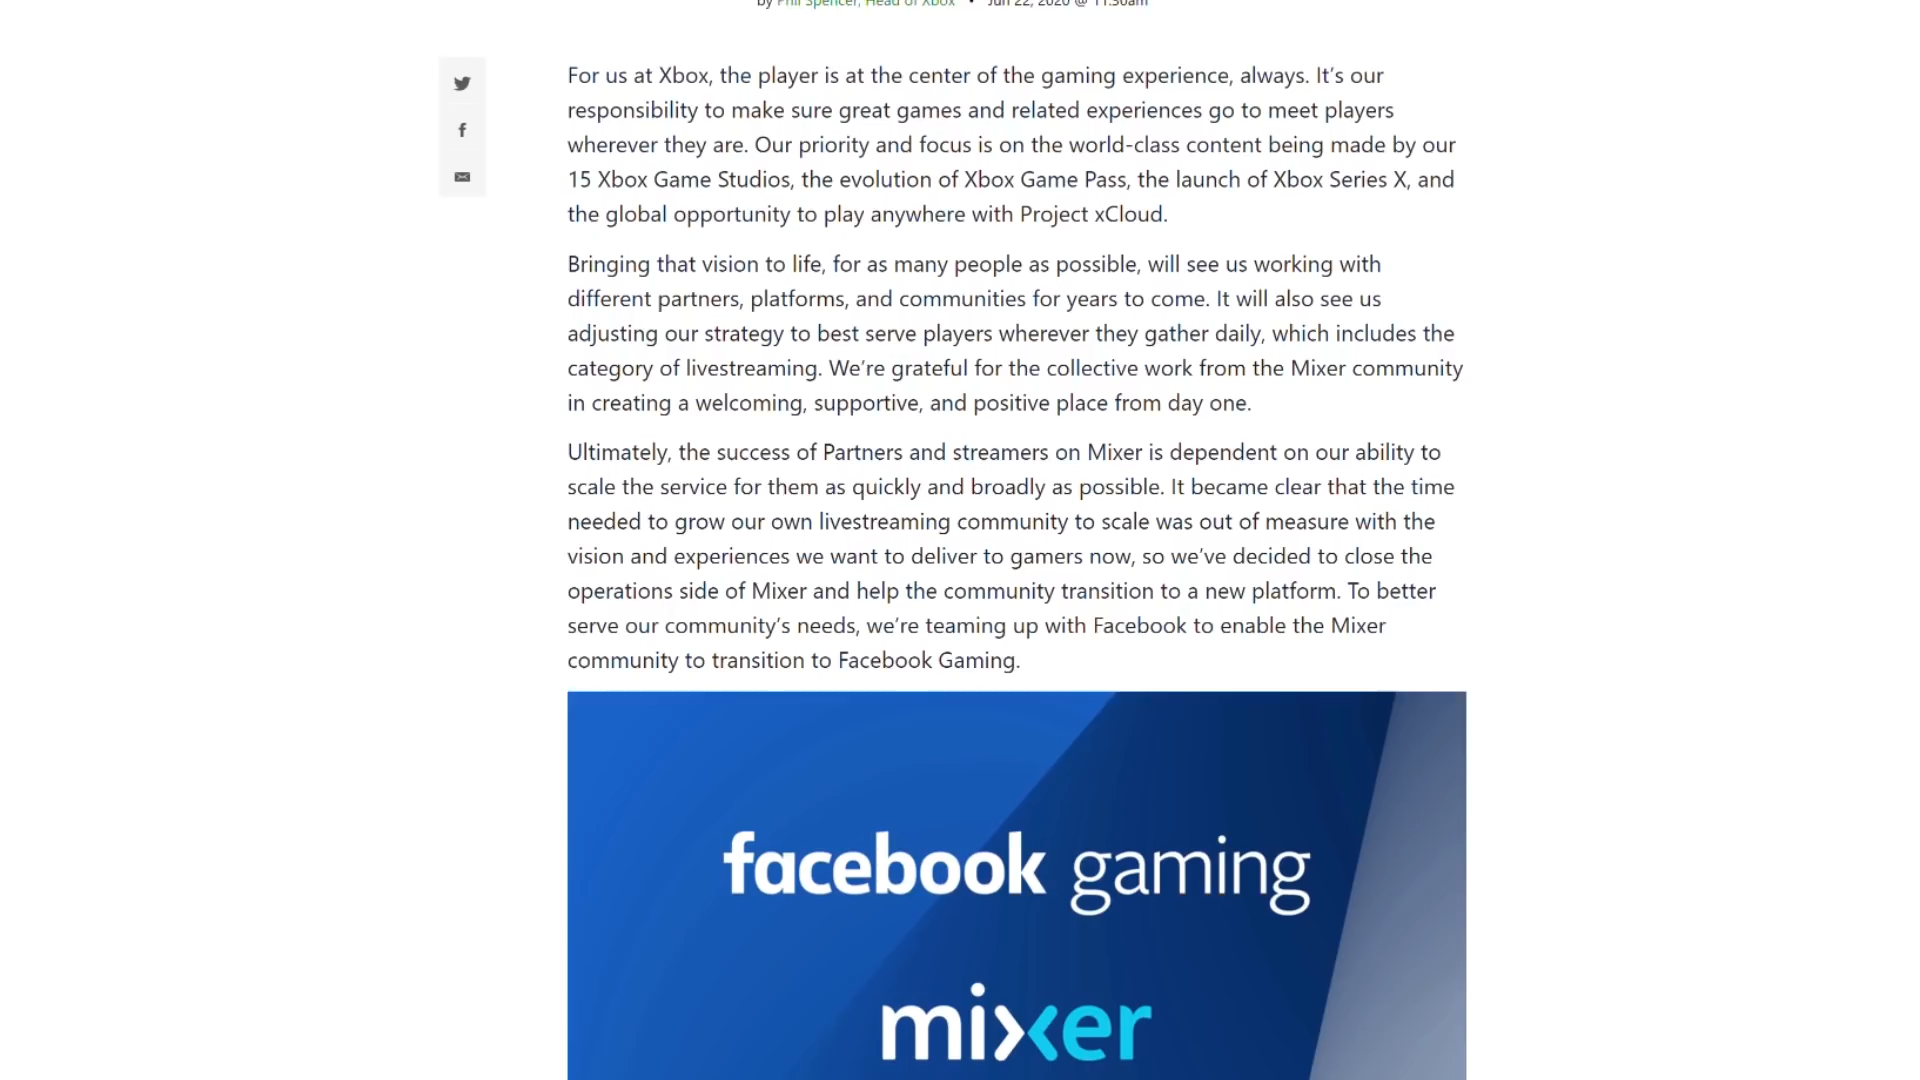 by Phil Spencer, Head of Xbox • Jun 22, 2020 @ 11:30am
For us at Xbox, the player is at the center of the gaming experience, always. It’s our
responsibility to make sure great games and related experiences go to meet players
wherever they are. Our priority and focus is on the world-class content being made by our
15 Xbox Game Studios, the evolution of Xbox Game Pass, the launch of Xbox Series X, and
the global opportunity to play anywhere with Project xCloud.
Bringing that vision to life, for as many people as possible, will see us working with
different partners, platforms, and communities for years to come. It will also see us
adjusting our strategy to best serve players wherever they gather daily, which includes the
category of livestreaming. We’re grateful for the collective work from the Mixer community
in creating a welcoming, supportive, and positive place from day one.
Ultimately, the success of Partners and streamers on Mixer is dependent on our ability to
scale the service for them as quickly and broadly as possible. It became clear that the time
needed to grow our own livestreaming community to scale was out of measure with the
vision and experiences we want to deliver to gamers now, so we’ve decided to close the
operations side of Mixer and help the community transition to a new platform. To better
serve our community’s needs, we’re teaming up with Facebook to enable the Mixer
community to transition to Facebook Gaming.
facebook gaming
mixer